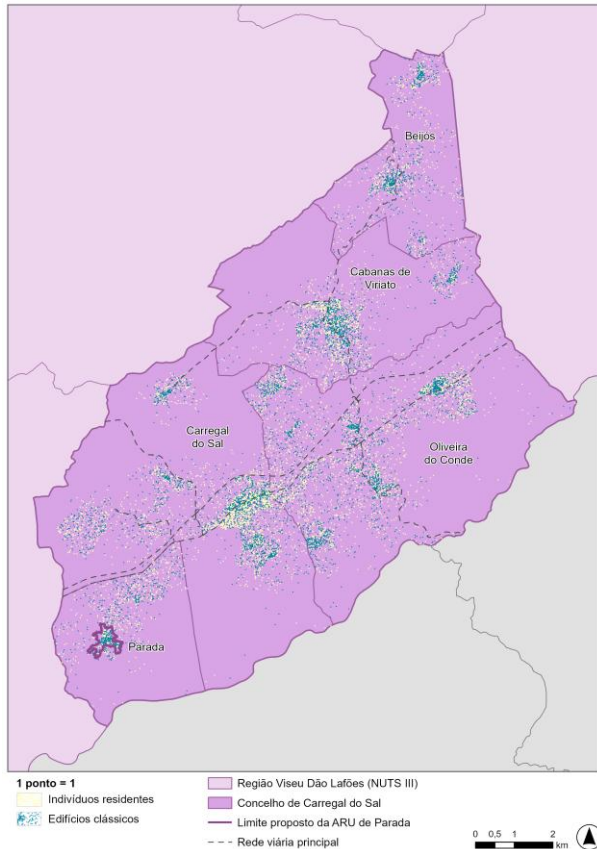 Beijos
Cabanas de
Viriato
Carregal
do Sal
Oliveira
do Conde
Parada
1 ponto = 1
Indivíduos residentes
Edifícios clássicos
Região Viseu Dão Lafões (NUTS III)
Concelho de Carregal do Sal
Limite proposto da ARU de Parada
Rede viária principal
0 0,5 1 2
km
A